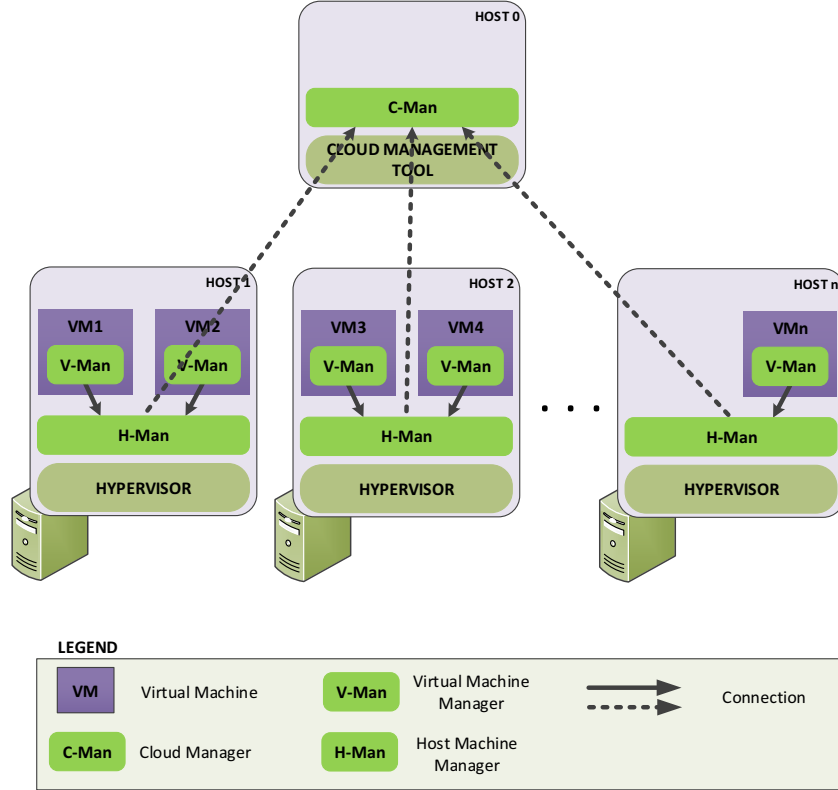 HOST 0
C-Man
CLOUD MANAGEMENT
TOOL
HOST 1
HOST 2
HOST n
VM1
VM2
VM3
VM4
VMn
V-Man
V-Man
V-Man
V-Man
V-Man
H-Man
H-Man
. . .
H-Man
HYPERVISOR
HYPERVISOR
HYPERVISOR
LEGEND
VM
Virtual Machine
V-Man
Virtual Machine
Manager
Connection
C-Man
Cloud Manager
H-Man
Host Machine
Manager